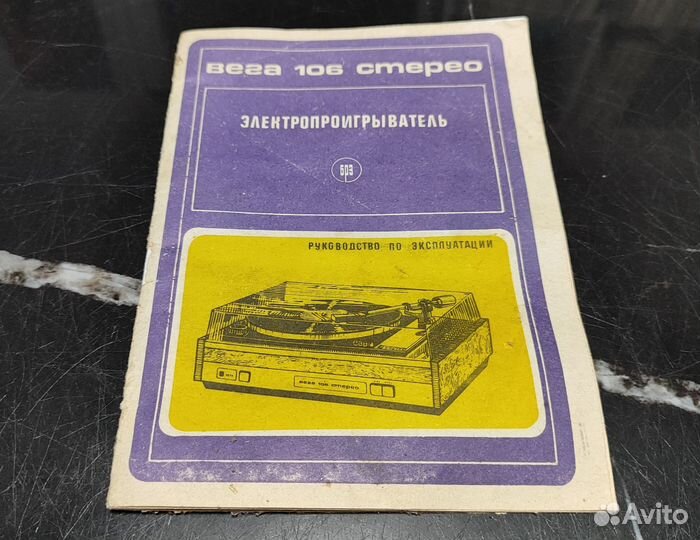 вега 106 стерео
ЭЛЕКТРОПРОИГРЫВАТЕЛЬ
БРЗ
РУКОВОДСТВО ПО ЭКСПЛУАТАЦИИ
вега 106 стерео
Avito